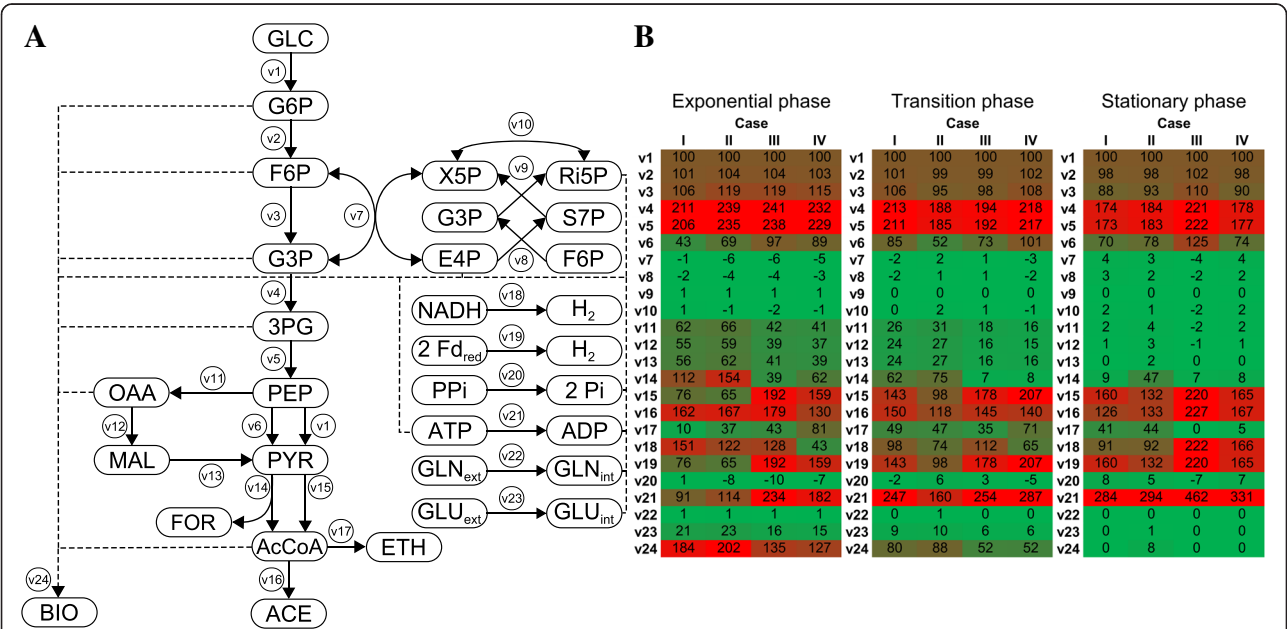 A
B
GLC
v1
G6P
v2
F6P
v3
G3P
v4
3PG
v5
PEP
v11
OAA
v12
MAL
v13
v6
v1
PYR
v14
v15
FOR
AcCoA
v17
ETH
v16
ACE
v24
BIO
v7
v10
X5P
v9
Ri5P
G3P
S7P
E4P
v8
F6P
NADH
v18
H2
2 Fdred
v19
H2
PPi
v20
2 Pi
ATP
v21
ADP
GLNext
v22
GLNint
GLUext
v23
GLUint
Exponential phase
Case
I II III IV
v1 100 100 100 100
v2 101 104 104 103
v3 106 119 119 115
v4 211 239 241 232
v5 206 235 238 229
v6 43 69 97 89
v7 -1 -6 -6 -5
v8 -2 -4 -4 -3
v9 1 1 1 1
v10 1 -1 -2 -1
v11 62 66 42 41
v12 55 59 39 37
v13 56 62 41 39
v14 112 154 39 62
v15 76 65 192 159
v16 162 167 179 130
v17 10 37 43 81
v18 151 122 128 43
v19 76 65 192 159
v20 1 -8 -10 -7
v21 91 114 234 182
v22 1 1 1 1
v23 21 23 16 15
v24 184 202 135 127
Transition phase
Case
I II III IV
v1 100 100 100 100
v2 101 99 99 102
v3 106 95 98 108
v4 213 188 194 218
v5 211 185 192 217
v6 85 52 73 101
v7 -2 2 1 -3
v8 -2 1 1 -2
v9 0 0 0 0
v10 0 2 1 -1
v11 26 31 18 16
v12 24 27 16 15
v13 24 27 16 16
v14 62 75 7 8
v15 143 98 178 207
v16 150 118 145 140
v17 49 47 35 71
v18 98 74 112 65
v19 143 98 178 207
v20 -2 6 3 -5
v21 247 160 254 287
v22 0 1 0 0
v23 9 10 6 6
v24 80 88 52 52
Stationary phase
Case
I II III IV
v1 100 100 100 100
v2 98 98 102 98
v3 88 93 110 90
v4 174 184 221 178
v5 173 183 222 177
v6 70 78 125 74
v7 4 3 -4 4
v8 3 2 -2 2
v9 0 0 0 0
v10 2 1 -2 2
v11 2 4 -2 2
v12 1 3 -1 1
v13 0 2 0 0
v14 9 47 7 8
v15 160 132 220 165
v16 126 133 227 167
v17 41 44 0 5
v18 91 92 222 166
v19 160 132 220 165
v20 8 5 -7 7
v21 284 294 462 331
v22 0 0 0 0
v23 0 1 0 0
v24 0 8 0 0